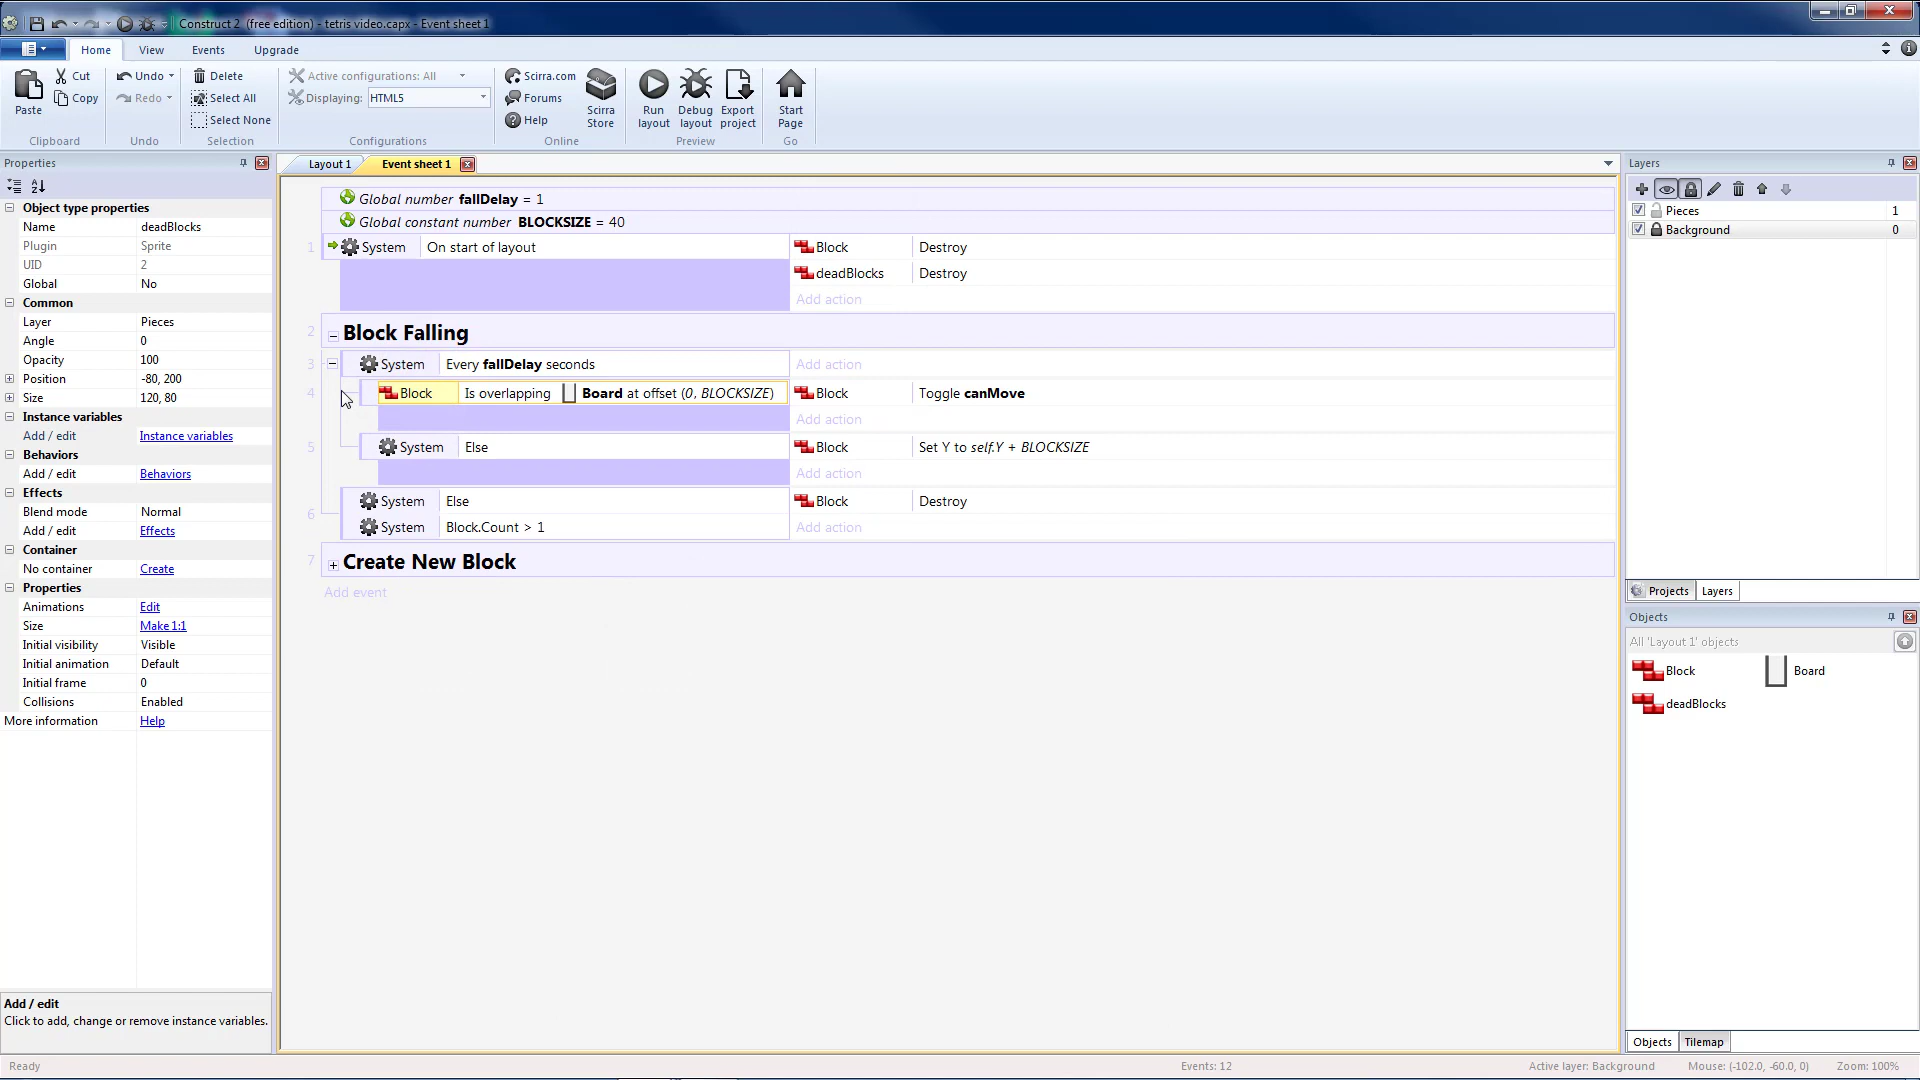 Construct 2 (free edition) - tetris video.capx - Event sheet 1
Home View Events Upgrade
Paste Cut Copy Clipboard
Undo Redo Undo
Delete Select All Select None Selection
Active configurations: All
Displaying: HTML5
Configurations
Scirra.com Forums Help Scirra Store Online
Run layout Debug layout Export project Preview
Start Page Go
Properties
Object type properties
Name deadBlocks
Plugin Sprite
UID 2
Global No
Common
Layer Pieces
Angle 0
Opacity 100
Position -80, 200
Size 120, 80
Instance variables
Add / edit Instance variables
Behaviors
Add / edit Behaviors
Effects
Blend mode Normal
Add / edit Effects
Container
No container Create
Properties
Animations Edit
Size Make 1:1
Initial visibility Visible
Initial animation Default
Initial frame 0
Collisions Enabled
More information Help
Add / edit
Click to add, change or remove instance variables.
Layout 1 Event sheet 1
Global number fallDelay = 1
Global constant number BLOCKSIZE = 40
1 System On start of layout Block Destroy
deadBlocks Destroy
Add action
2 Block Falling
3 System Every fallDelay seconds Add action
4 Block Is overlapping Board at offset (0, BLOCKSIZE) Block Toggle canMove
Add action
5 System Else Block Set Y to self.Y + BLOCKSIZE
Add action
6 System Else Block Destroy
System Block.Count > 1 Add action
7 Create New Block
Add event
Layers
Pieces 1
Background 0
Projects Layers
Objects
All 'Layout 1' objects
Block Board
deadBlocks
Objects Tilemap
Ready Events: 12 Active layer: Background Mouse: (-102.0, -60.0, 0) Zoom: 100%